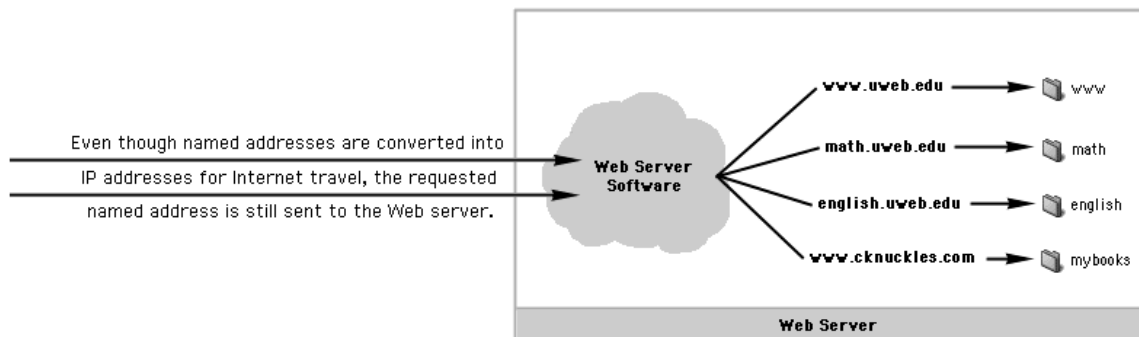 Even though named addresses are converted into
IP addresses for Internet travel, the requested
named address is still sent to the Web server.
Web Server
Software
www.uweb.edu
www
math.uweb.edu
math
english.uweb.edu
english
www.cknuckles.com
mybooks
Web Server